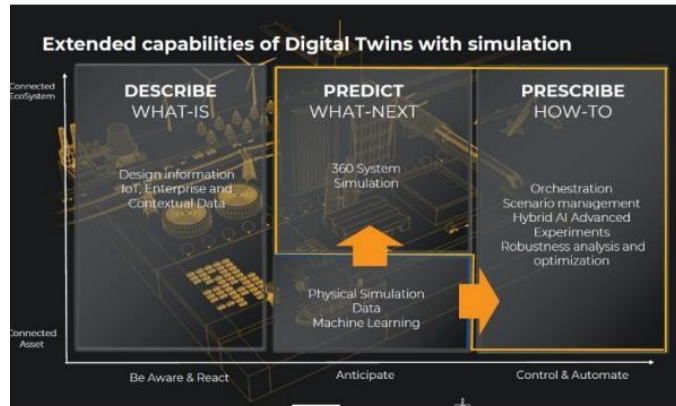 Extended capabilities of Digital Twins with simulation
Connected
EcoSystem
DESCRIBE
WHAT-IS
Design information
IoT, Enterprise and
Contextual Data
PREDICT
WHAT-NEXT
360 System
Simulation
Physical Simulation
Data
Machine Learning
PRESCRIBE
HOW-TO
Orchestration
Scenario management
Hybrid AI Advanced
Experiments
Robustness analysis and
optimization
Connected
Asset
Be Aware & React
Anticipate
Control & Automate